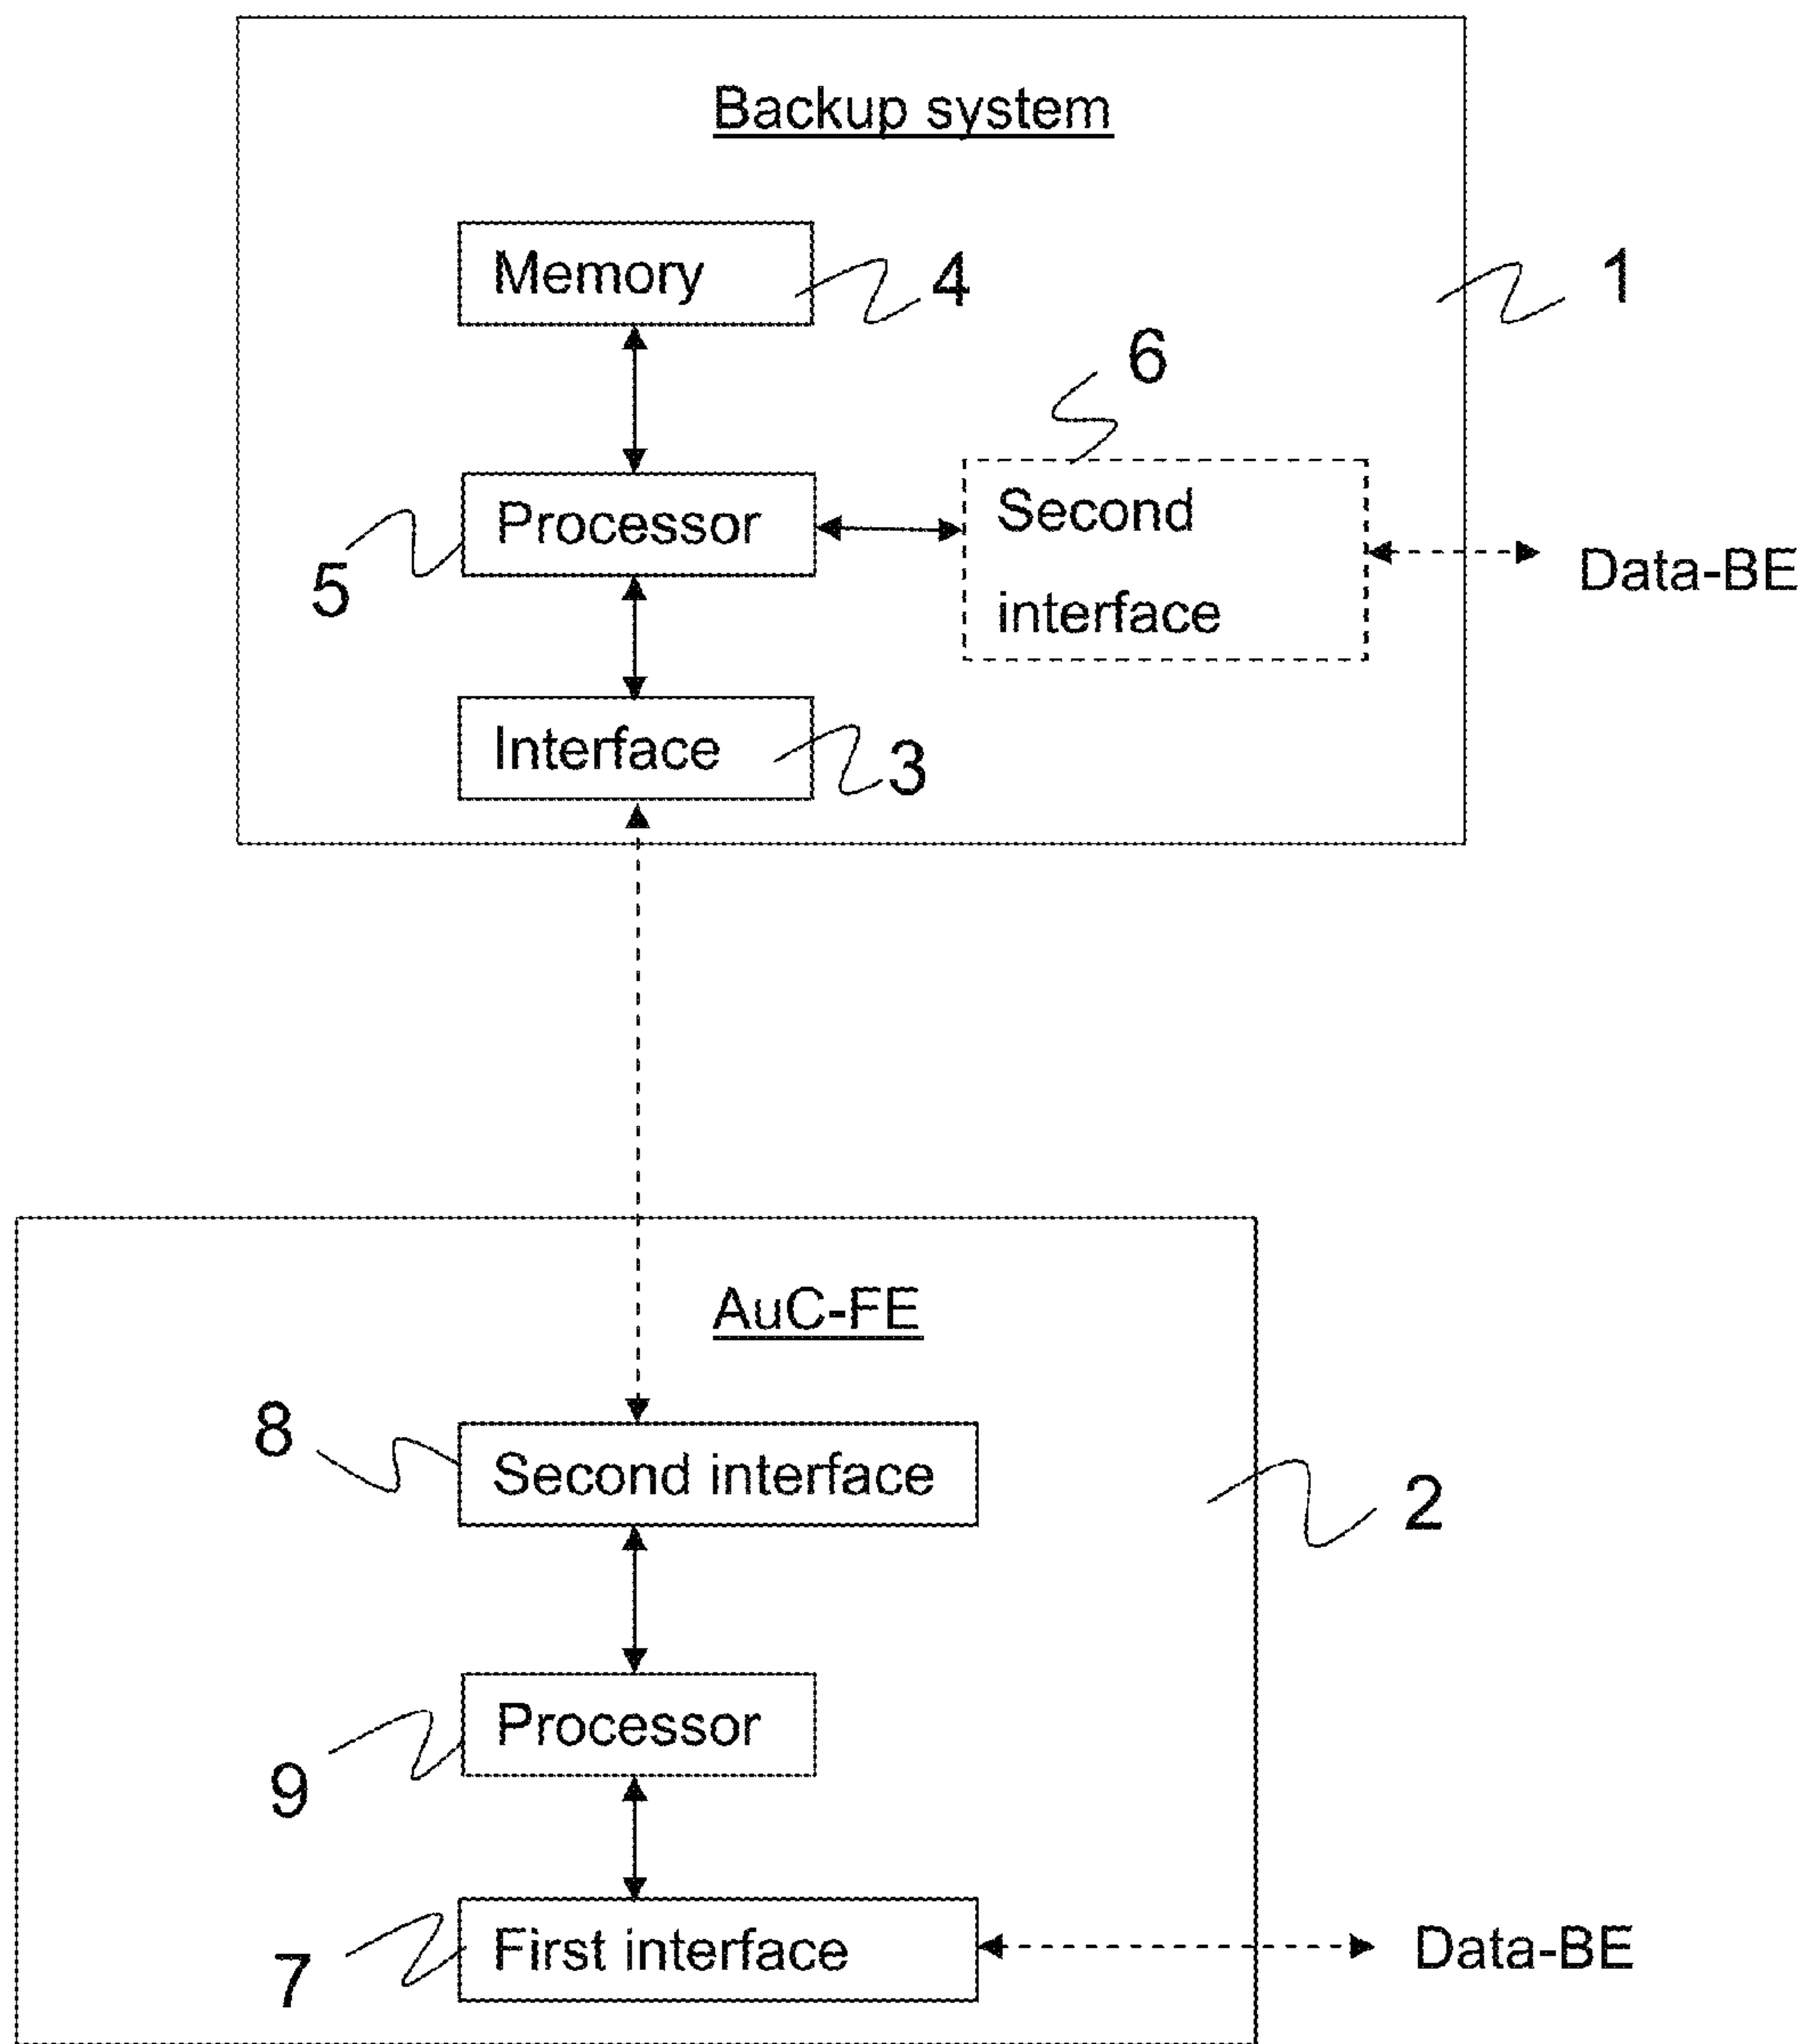 Backup system
Memory
4
1
6
Processor
5
Second
interface
Data-BE
Interface
3
AuC-FE
8
Second interface
2
Processor
9
First interface
7
Data-BE